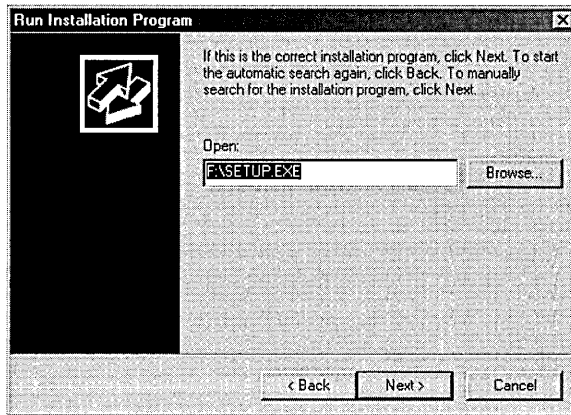 Run Installation Program
If this is the correct installation program, click Next. To start
the automatic search again, click Back. To manually
search for the installation program, click Next.
Open:
F:\SETUP.EXE
Browse...
< Back
Next >
Cancel